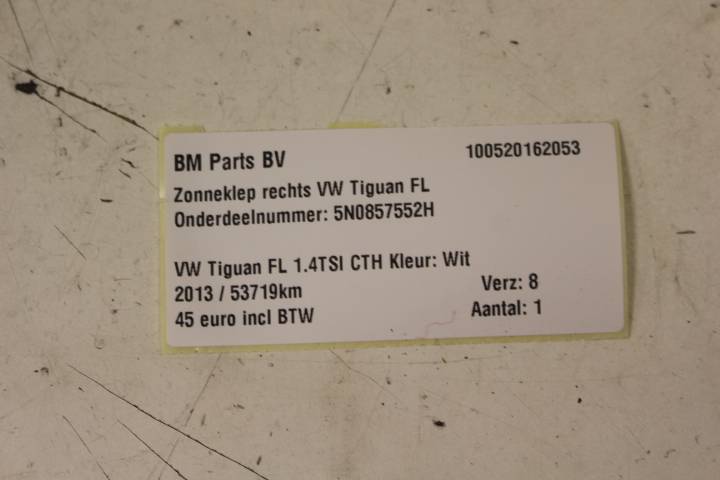 BM Parts BV 100520162053
Zonneklep rechts VW Tiguan FL
Onderdeelnummer: 5N0857552H
VW Tiguan FL 1.4TSI CTH Kleur: Wit
2013 / 53719km Verz: 8
45 euro incl BTW Aantal: 1